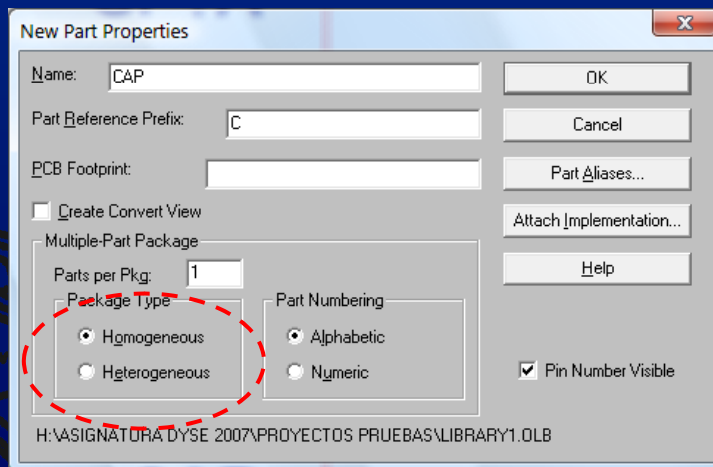 New Part Properties
Name: CAP
OK
Part Reference Prefix: C
Cancel
PCB Footprint:
Part Aliases...
Create Convert View
Attach Implementation...
Multiple-Part Package
Parts per Pkg: 1
Help
Package Type
Part Numbering
Homogeneous
Alphabetic
Heterogeneous
Numeric
Pin Number Visible
H:\ASIGNATURA DYSE 2007\PROYECTOS PRUEBAS\LIBRARY1.OLB